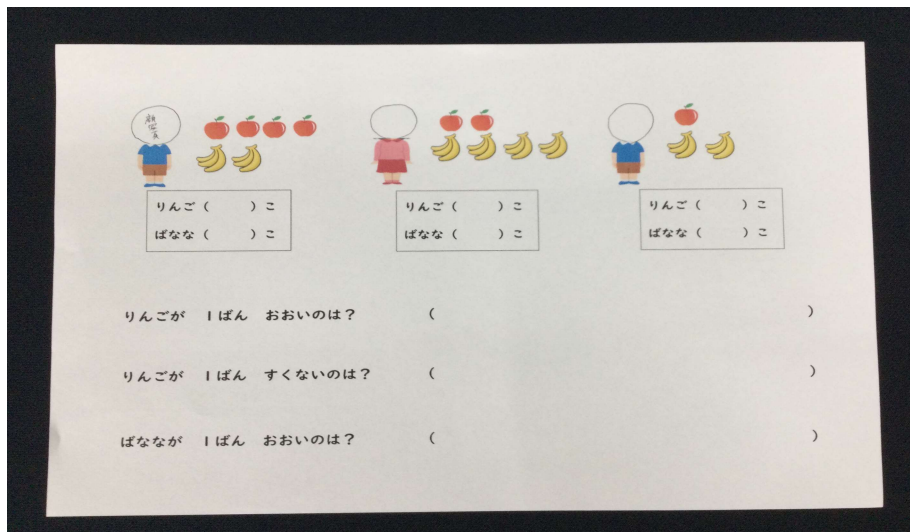 顔写真
りんご（　　）こ
ばなな（　　）こ
りんご（　　）こ
ばなな（　　）こ
りんご（　　）こ
ばなな（　　）こ
りんごが　1ばん　おおいのは？　（　　　　）
りんごが　1ばん　すくないのは？　（　　　　）
ばななが　1ばん　おおいのは？　（　　　　）